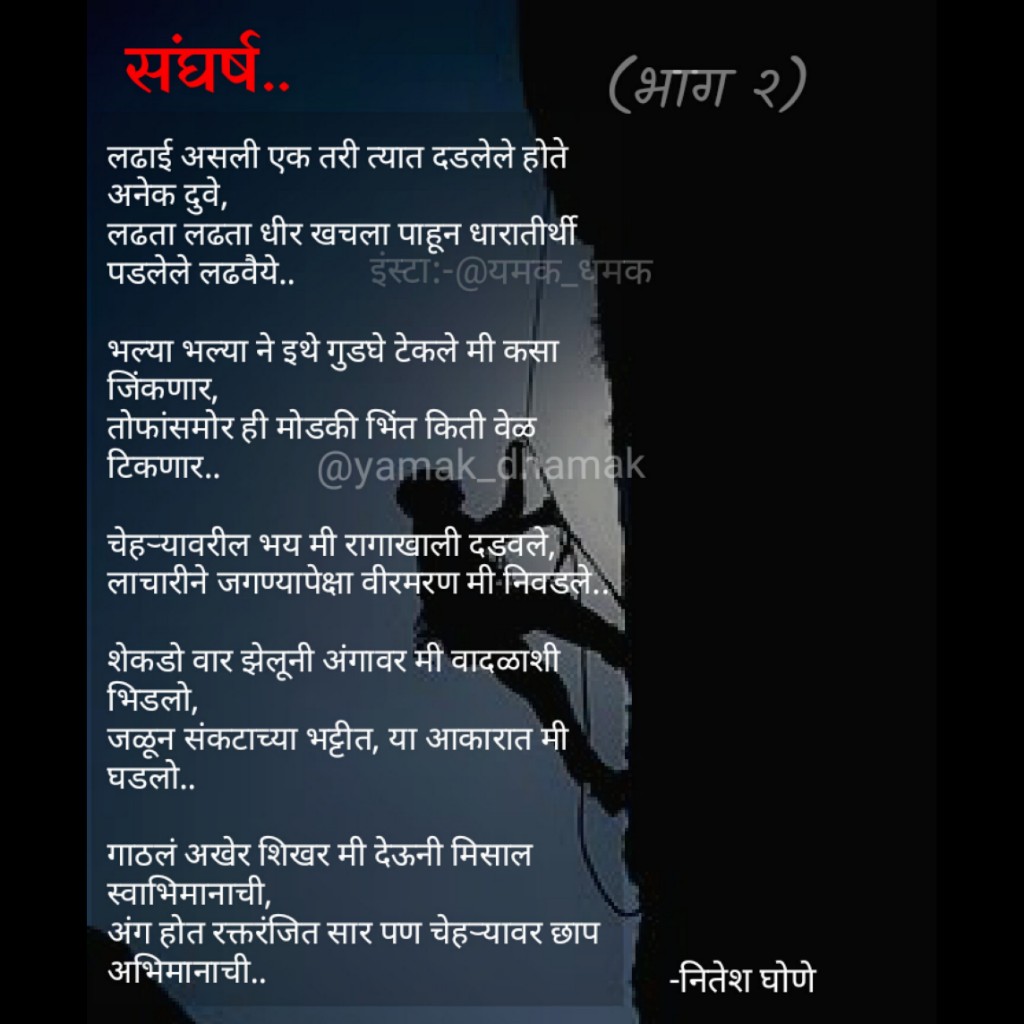 संघर्ष..
(भाग २)
लढाई असली एक तरी त्यात दडलेले होते
अनेक दुवे,
लढता लढता धीर खचला पाहून धारातीर्थी
पडलेले लढवैये..
इंस्टा:-@यमक_धमक
भल्या भल्या ने इथे गुडघे टेकले मी कसा
जिंकणार,
तोफांसमोर ही मोडकी भिंत किती वेळ
टिकणार..
@yamak_dhamak
चेहऱ्यावरील भय मी रागाखाली दडवले,
लाचारीने जगण्यापेक्षा वीरमरण मी निवडले..
शेकडो वार झेलूनी अंगावर मी वादळाशी
भिडलो,
जळून संकटाच्या भट्टीत, या आकारात मी
घडलो..
गाठलं अखेर शिखर मी देऊनी मिसाल
स्वाभिमानाची,
अंग होत रक्तरंजित सार पण चेहऱ्यावर छाप
अभिमानाची..
-नितेश घोणे